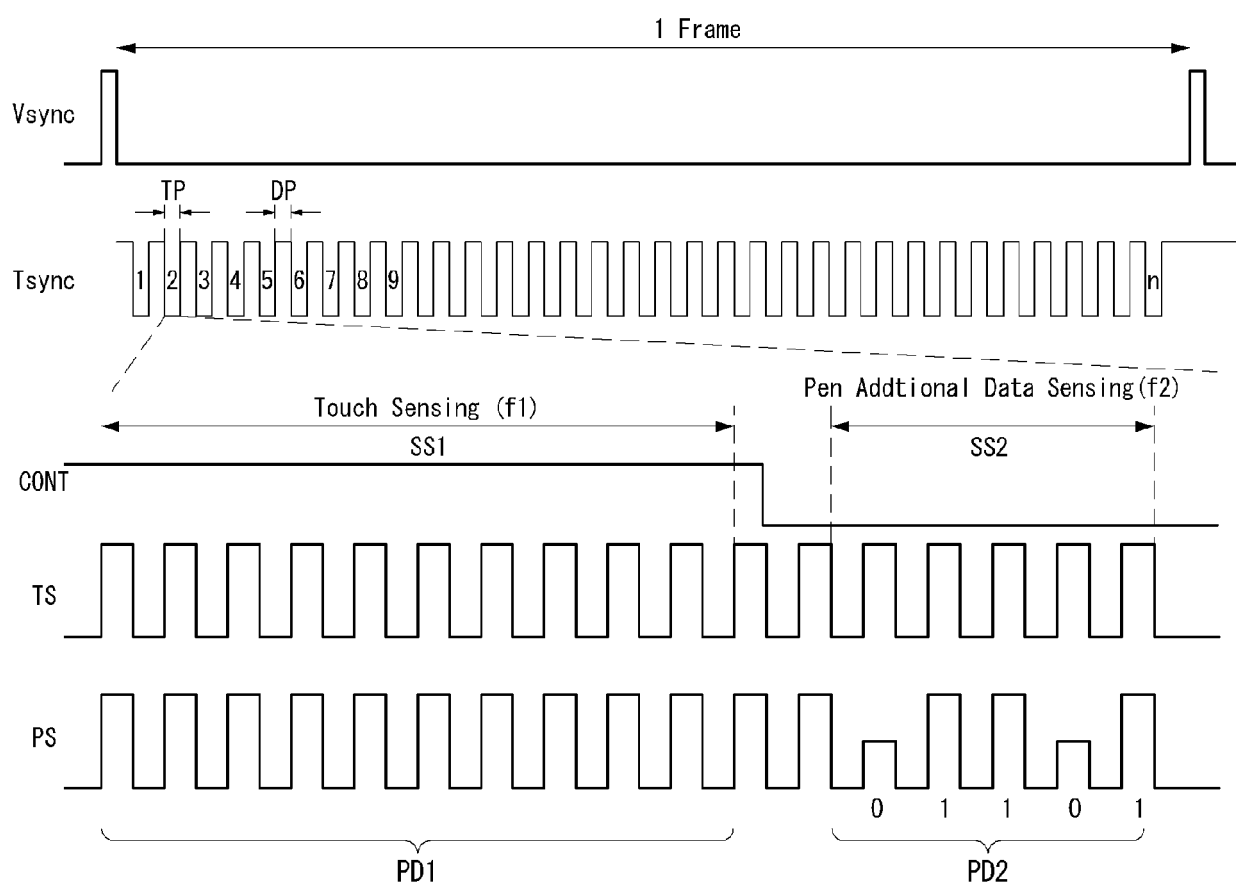 1 Frame
Vsync
TP DP
Tsync 1 2 3 4 5 6 7 8 9 n
Pen Addtional Data Sensing(f2)
Touch Sensing (f1)
SS1 SS2
CONT
TS
PS
0 1 1 0 1
PD1 PD2